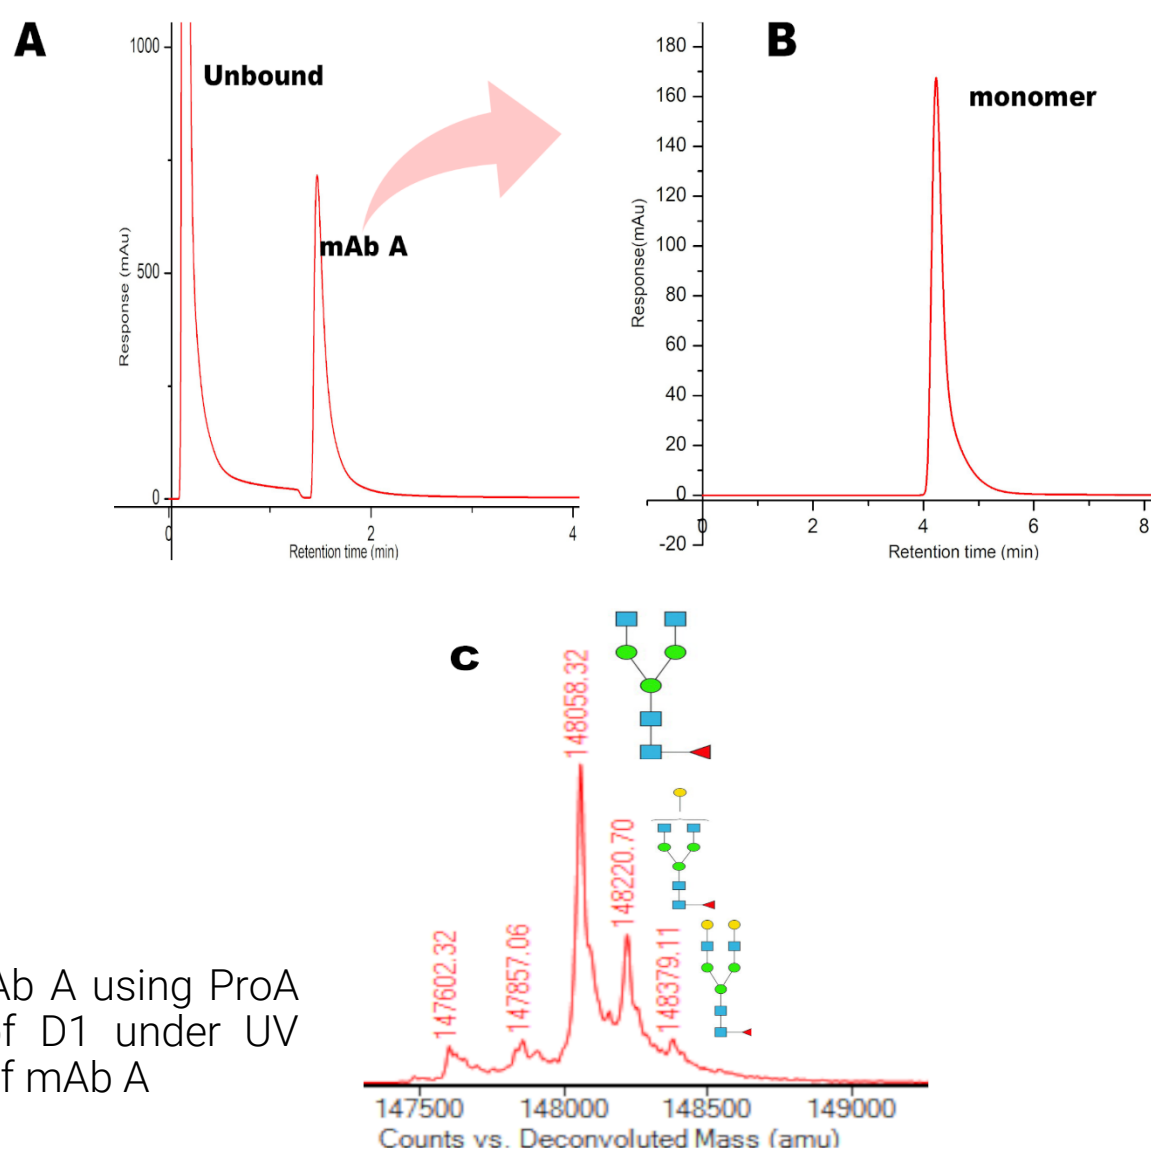 A
1000
500
0
Response (mAu)
Unbound
mAb A
0
2
4
Retention time (min)
B
180
160
140
120
100
80
60
40
20
0
-20
Response(mAu)
monomer
0
2
4
6
8
Retention time (min)
C
147602.32
147857.06
148058.32
148220.70
148379.11
147500
148000
148500
149000
Counts vs. Deconvoluted Mass (amu)
Ab A using ProA
of D1 under UV
f mAb A